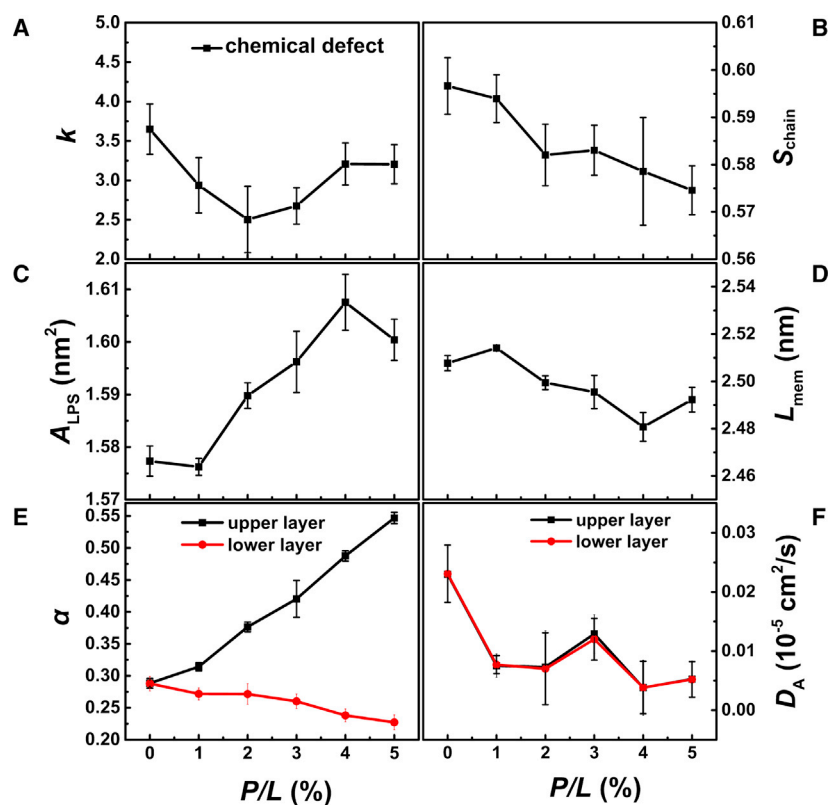 A
B
5.0
4.5
4.0
3.5
3.0
2.5
2.0
k
chemical defect
0.61
0.60
0.59
0.58
0.57
0.56
S_chain
C
D
1.61
1.60
1.59
1.58
1.57
A_LPS (nm²)
2.54
2.52
2.50
2.48
2.46
L_mem (nm)
E
F
0.55
0.50
0.45
0.40
0.35
0.30
0.25
0.20
α
upper layer
lower layer
upper layer
lower layer
0.03
0.02
0.01
0.00
D_A (10⁻⁵ cm²/s)
0 1 2 3 4 5
0 1 2 3 4 5
P/L (%)
P/L (%)